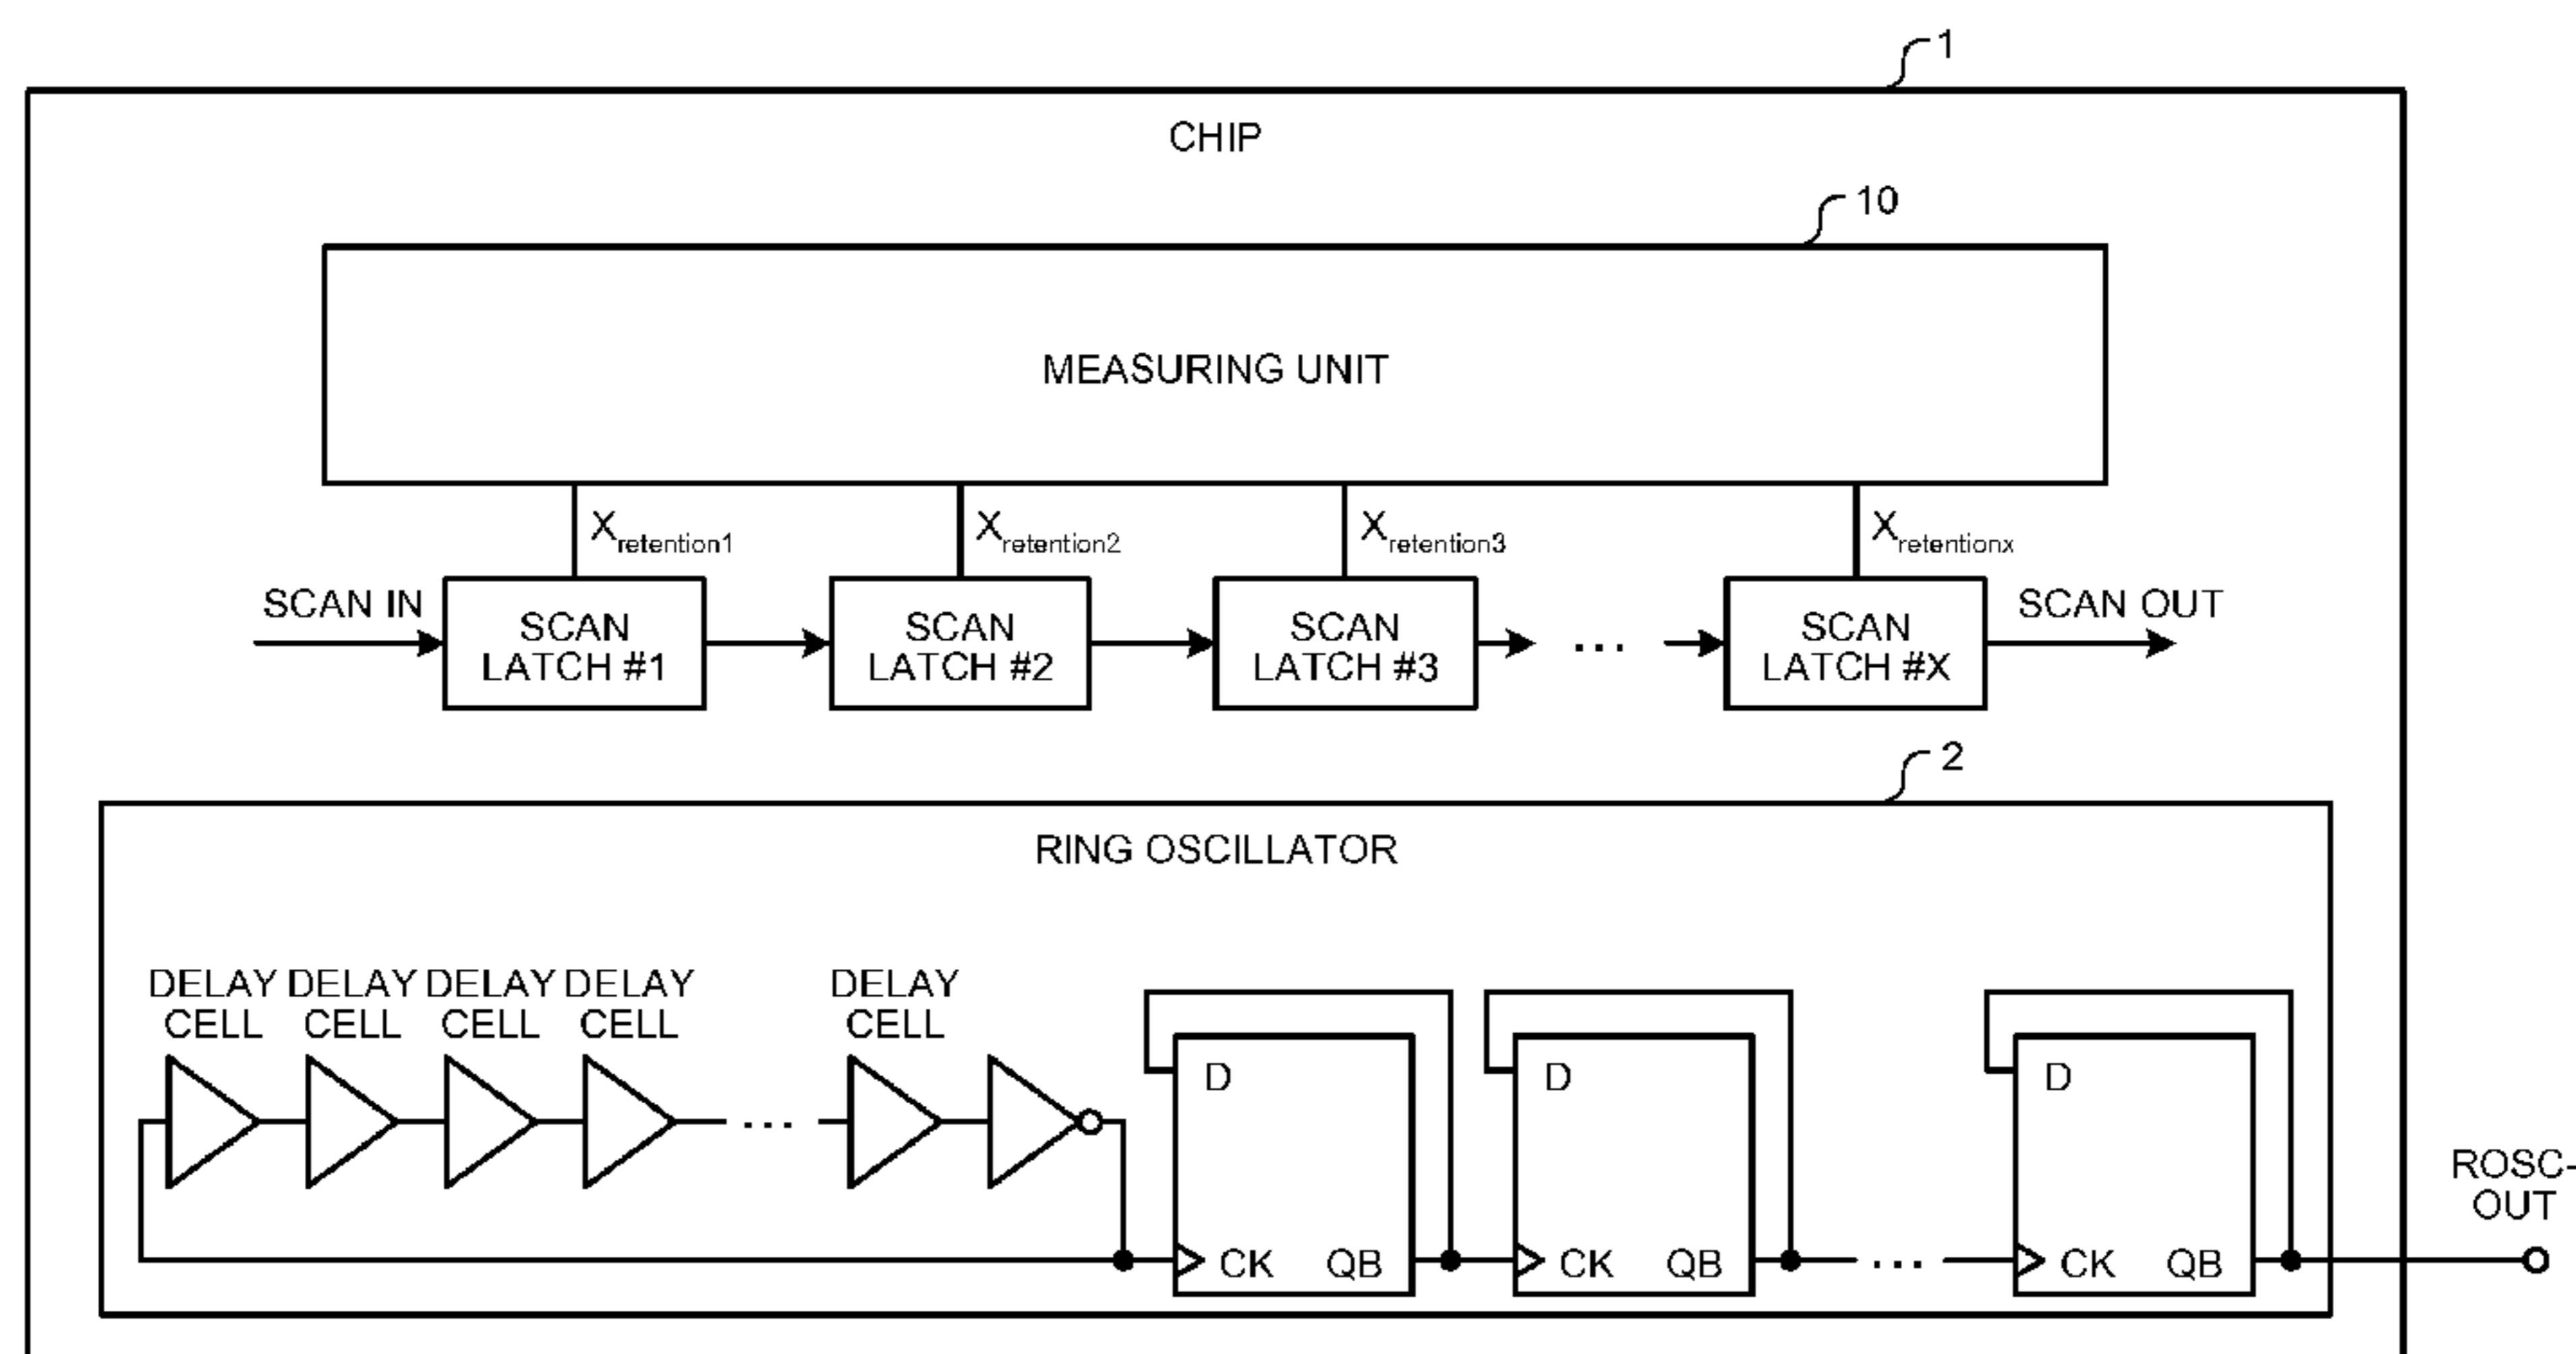 1
CHIP
10
MEASURING UNIT
Xretention1
Xretention2
Xretention3
Xretentionx
SCAN IN
SCAN
LATCH #1
SCAN
LATCH #2
SCAN
LATCH #3
...
SCAN
LATCH #X
SCAN OUT
2
RING OSCILLATOR
DELAY
CELL
DELAY
CELL
DELAY
CELL
DELAY
CELL
...
DELAY
CELL
D
CK QB
D
CK QB
...
D
CK QB
ROSC-
OUT